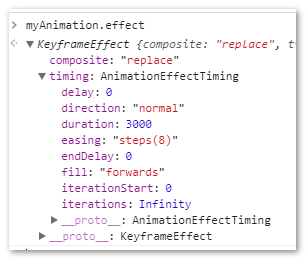 myAnimation.effect
KeyframeEffect {composite: "replace",
composite: "replace"
timing: AnimationEffectTiming
delay: 0
direction: "normal"
duration: 3000
easing: "steps(8)"
endDelay: 0
fill: "forwards"
iterationStart: 0
iterations: Infinity
__proto__: AnimationEffectTiming
__proto__: KeyframeEffect